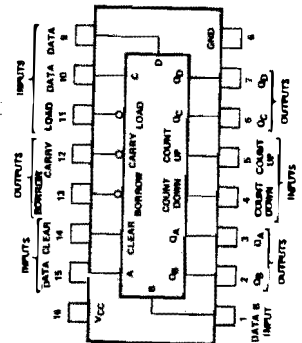 INPUTS OUTPUTS INPUTS
DATA CLEAR BORROW CARRY LOAD DATA DATA
16 15 14 13 12 11 10 9
VCC
A C
CLEAR BORROW CARRY LOAD
D
B
COUNT COUNT
QB QA DOWN UP QC QD
GND
1 2 3 4 5 6 7 8
DATA B QB QA COUNT COUNT QC QD
INPUT DOWN UP
OUTPUTS INPUTS OUTPUTS